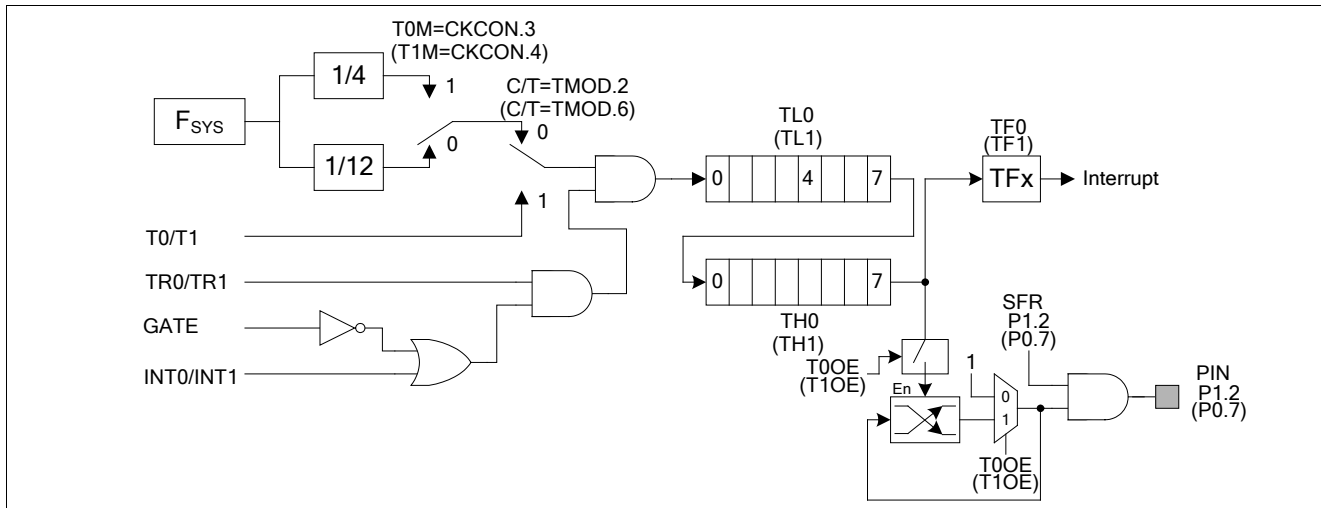 T0M=CKCON.3
(T1M=CKCON.4)
1/4
1
C/T=TMOD.2
(C/T=TMOD.6)
FSYS
0
0
1/12
TL0
(TL1)
0 4 7
TF0
(TF1)
TFx
Interrupt
1
T0/T1
TR0/TR1
0 7
TH0
(TH1)
GATE
INT0/INT1
T0OE
(T1OE)
En
1
0
1
T0OE
(T1OE)
SFR
P1.2
(P0.7)
PIN
P1.2
(P0.7)